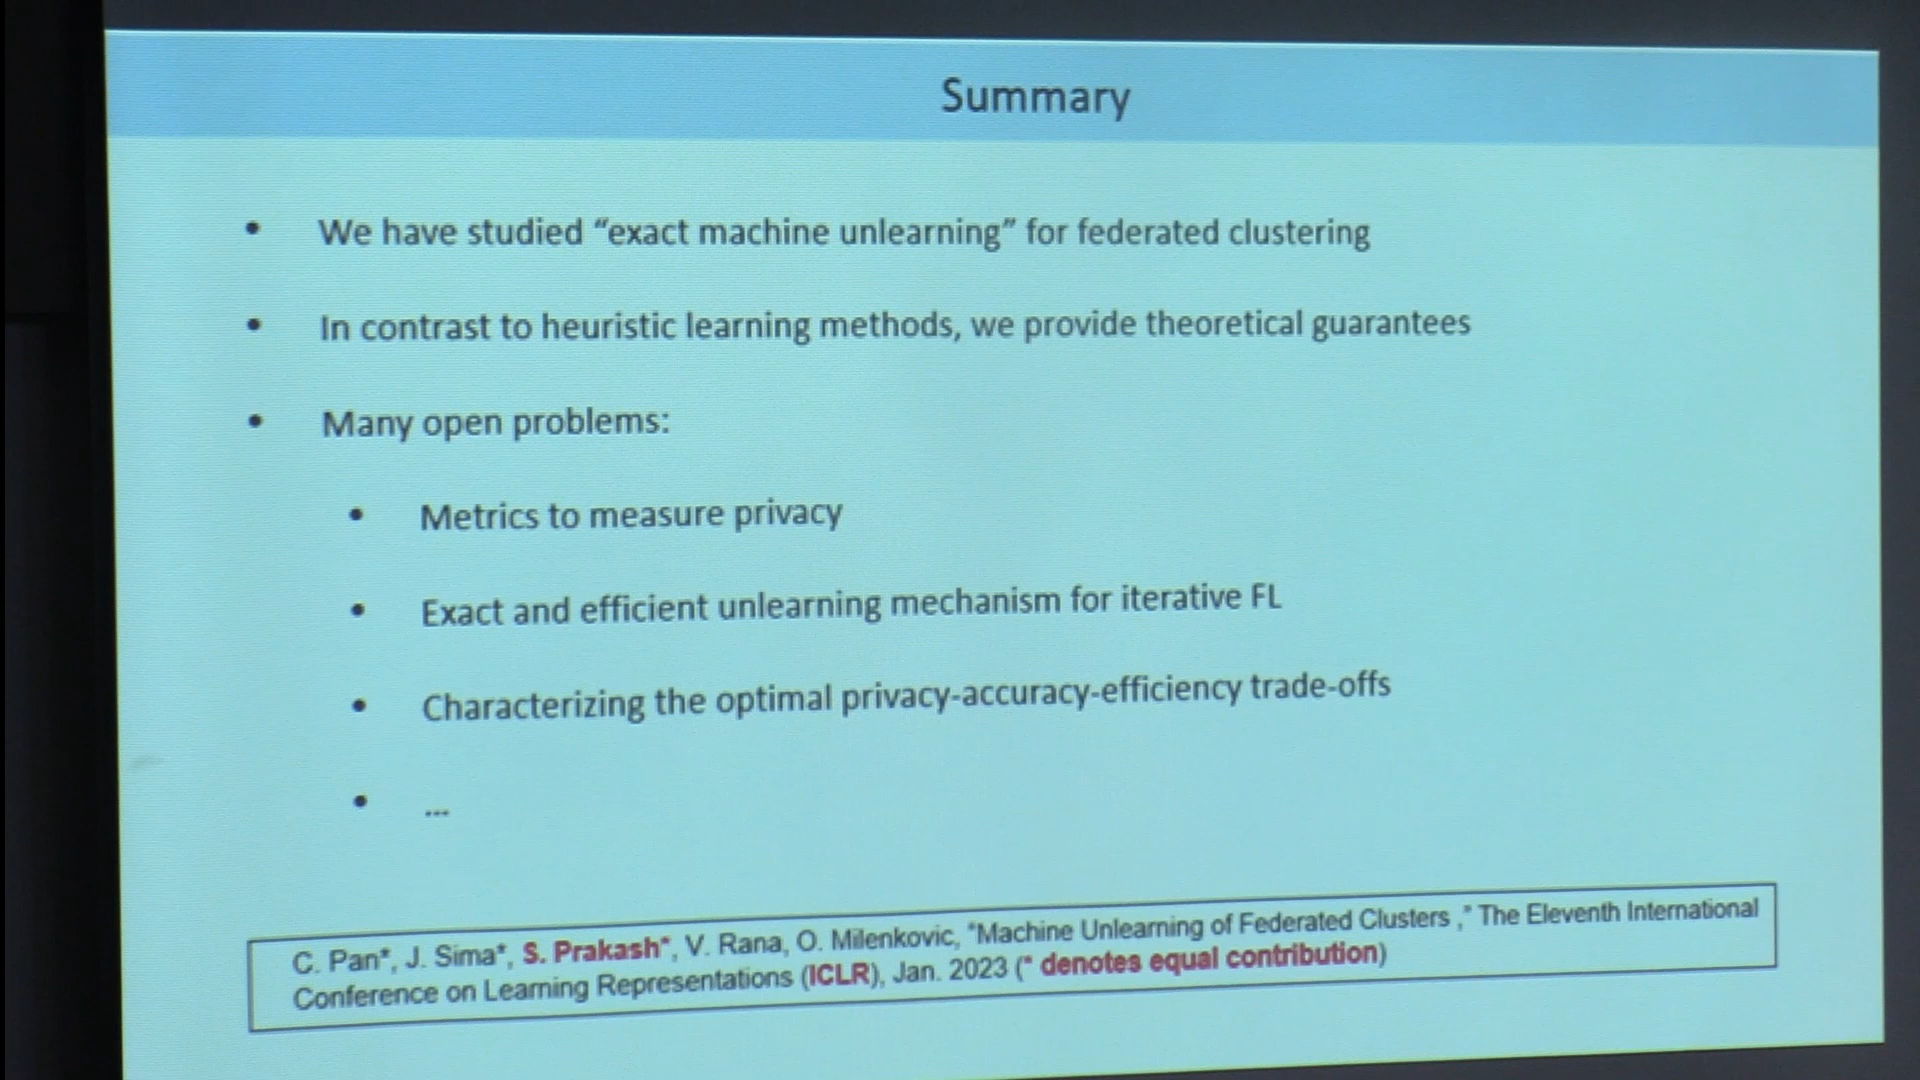 Summary
• We have studied “exact machine unlearning” for federated clustering
• In contrast to heuristic learning methods, we provide theoretical guarantees
• Many open problems:
• Metrics to measure privacy
• Exact and efficient unlearning mechanism for iterative FL
• Characterizing the optimal privacy-accuracy-efficiency trade-offs
• ...
C. Pan*, J. Sima*, S. Prakash*, V. Rana, O. Milenkovic, “Machine Unlearning of Federated Clusters ,” The Eleventh International
Conference on Learning Representations (ICLR), Jan. 2023 (* denotes equal contribution)